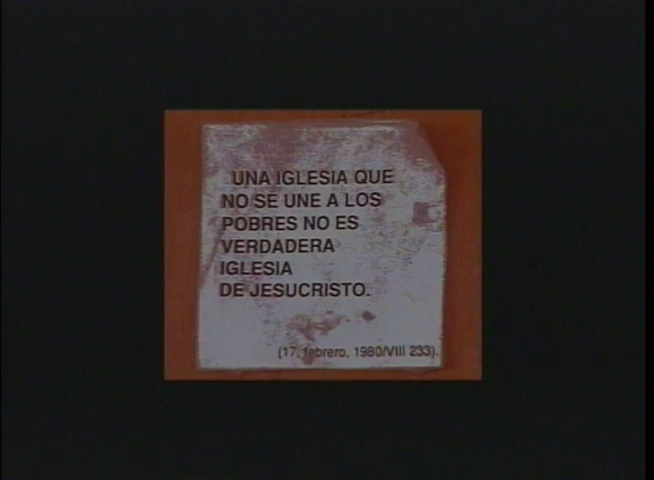 UNA IGLESIA QUE
NO SE UNE A LOS
POBRES NO ES
VERDADERA
IGLESIA
DE JESUCRISTO.
(17, febrero, 1980/VIII 233).